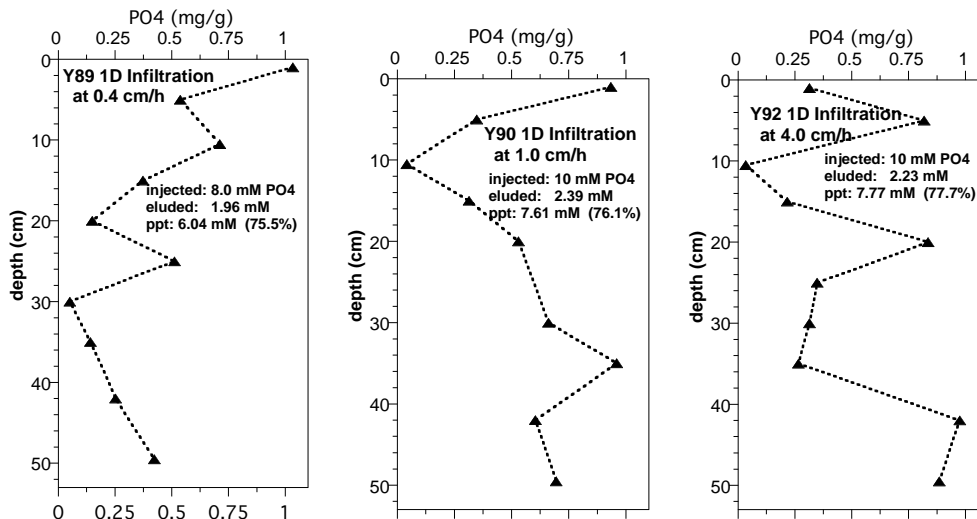 PO4 (mg/g)
0 0.25 0.5 0.75 1
0
10
20
30
40
50
depth (cm)
Y89 1D Infiltration
at 0.4 cm/h
injected: 8.0 mM PO4
eluded: 1.96 mM
ppt: 6.04 mM (75.5%)
0 0.25 0.5 0.75 1
PO4 (mg/g)
0 0.25 0.5 0.75 1
0
10
20
30
40
50
depth (cm)
Y90 1D Infiltration
at 1.0 cm/h
injected: 10 mM PO4
eluded: 2.39 mM
ppt: 7.61 mM (76.1%)
PO4 (mg/g)
0 0.25 0.5 0.75 1
0
10
20
30
40
50
depth (cm)
Y92 1D Infiltration
at 4.0 cm/h
injected: 10 mM PO4
eluded: 2.23 mM
ppt: 7.77 mM (77.7%)